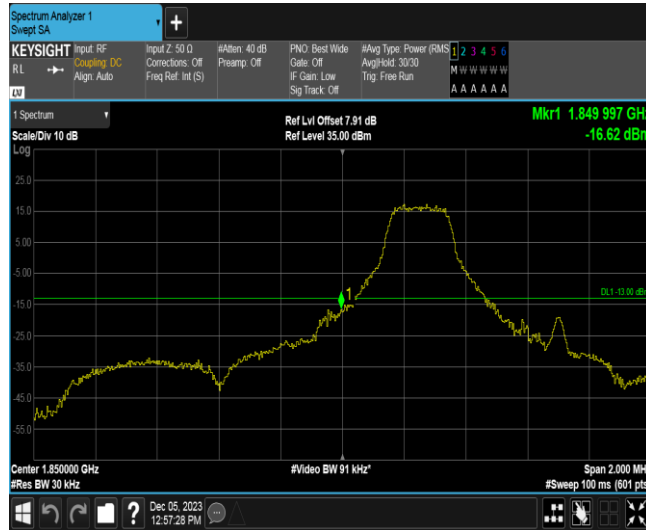 Spectrum Analyzer 1
Swept SA
+
KEYSIGHT
RL
LXI
Input: RF
Coupling: DC
Align: Auto
Input Z: 50 Ω
Corrections: Off
Freq Ref: Int (S)
#Atten: 40 dB
Preamp: Off
PNO: Best Wide
Gate: Off
IF Gain: Low
Sig Track: Off
#Avg Type: Power (RMS
Avg|Hold: 30/30
Trig: Free Run
1 2 3 4 5 6
M W W W W W
A A A A A A
1 Spectrum
Scale/Div 10 dB
Log
Ref Lvl Offset 7.91 dB
Ref Level 35.00 dBm
Mkr1 1.849 997 GHz
-16.62 dBm
25.0
15.0
5.00
-5.00
-15.0
-25.0
-35.0
-45.0
-55.0
1
DL1 -13.00 dBm
Center 1.850000 GHz
#Res BW 30 kHz
#Video BW 91 kHz*
Span 2.000 MH
#Sweep 100 ms (601 pts
?
Dec 05, 2023
12:57:28 PM